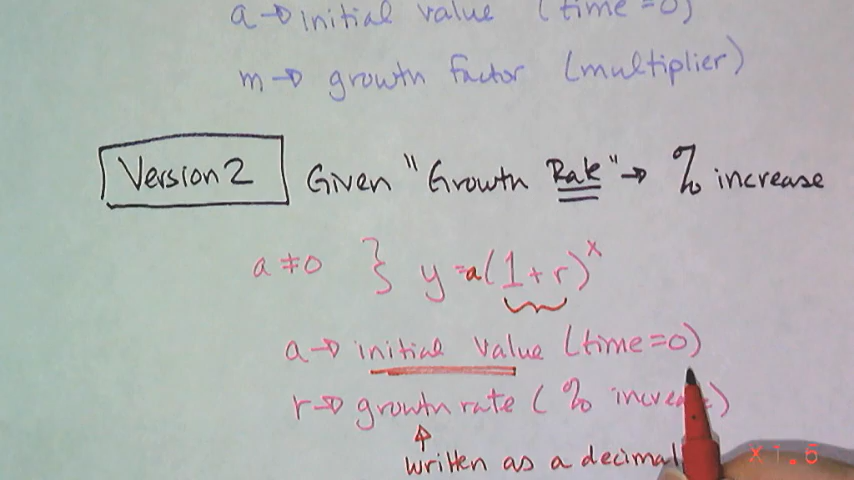 a → initial value (time = 0)
m → growth factor (multiplier)
Version 2 Given "Growth Rate" → % increase
a ≠ 0 } y = a(1 + r)^x
a → initial value (time = 0)
r → growth rate (% increase)
written as a decimal
x1.6